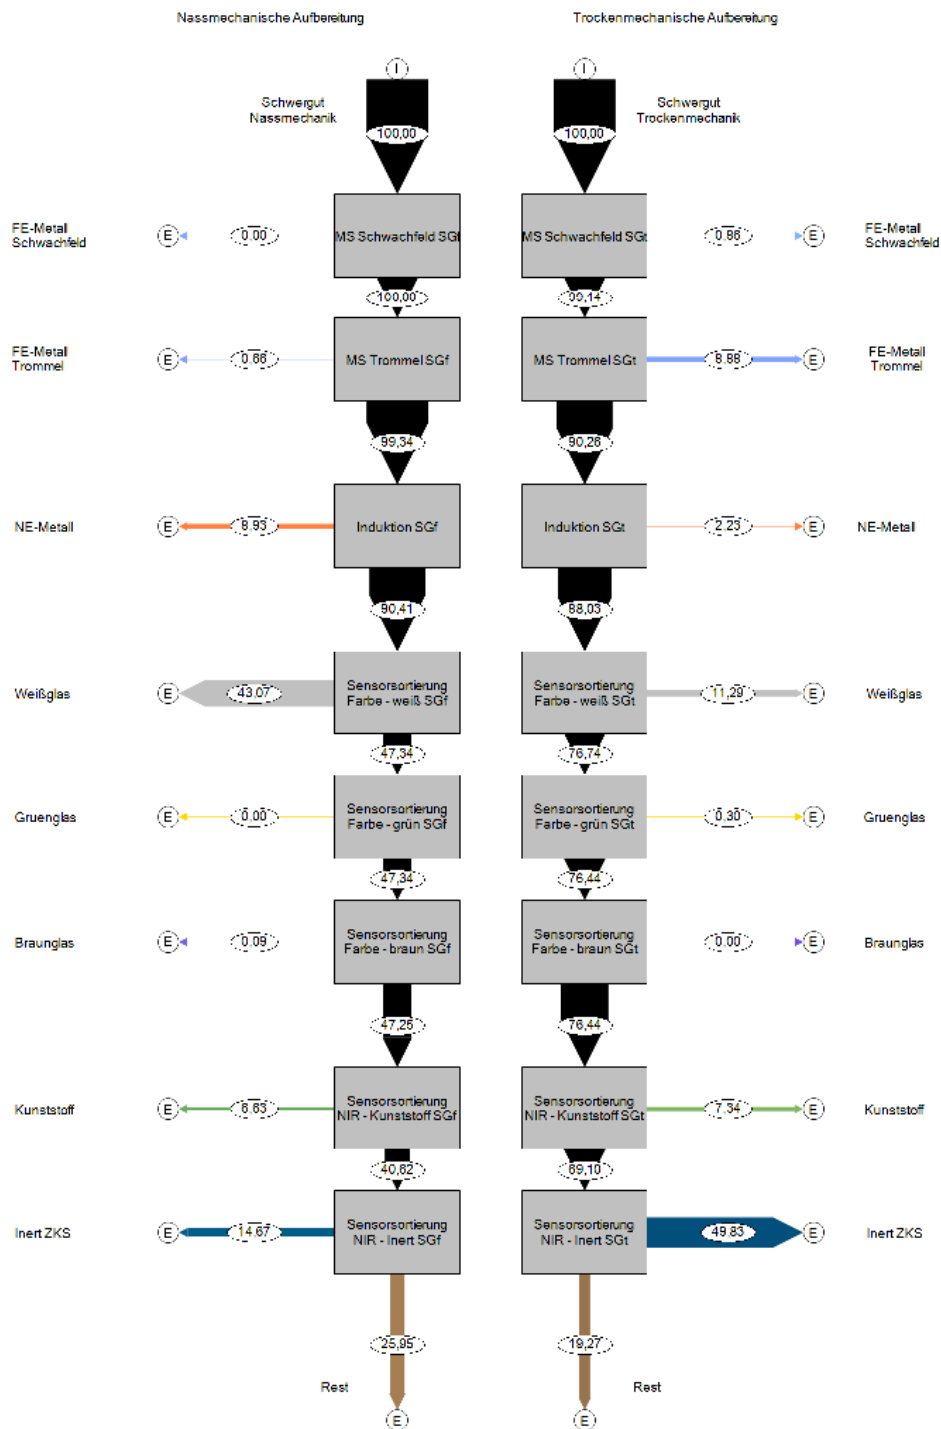 Nassmechanische Aufbereitung
Trockenmechanische Aufbereitung
I
I
Schwergut
Nassmechanik
Schwergut
Trockenmechanik
100,00
100,00
FE-Metall
Schwachfeld
E
0,00
MS Schwachfeld SGf
MS Schwachfeld SGt
0,86
E
FE-Metall
Schwachfeld
100,00
99,14
FE-Metall
Trommel
E
0,66
MS Trommel SGf
MS Trommel SGt
8,88
E
FE-Metall
Trommel
99,34
90,26
NE-Metall
E
8,93
Induktion SGf
Induktion SGt
2,23
E
NE-Metall
90,41
88,03
Weißglas
E
43,07
Sensorsortierung
Farbe - weiß SGf
Sensorsortierung
Farbe - weiß SGt
11,29
E
Weißglas
47,34
76,74
Gruenglas
E
0,00
Sensorsortierung
Farbe - grün SGf
Sensorsortierung
Farbe - grün SGt
0,30
E
Gruenglas
47,34
76,44
Braunglas
E
0,09
Sensorsortierung
Farbe - braun SGf
Sensorsortierung
Farbe - braun SGt
0,00
E
Braunglas
47,25
76,44
Kunststoff
E
6,63
Sensorsortierung
NIR - Kunststoff SGf
Sensorsortierung
NIR - Kunststoff SGt
7,34
E
Kunststoff
40,62
69,10
Inert ZKS
E
14,67
Sensorsortierung
NIR - Inert SGf
Sensorsortierung
NIR - Inert SGt
49,83
E
Inert ZKS
25,95
19,27
Rest
Rest
E
E